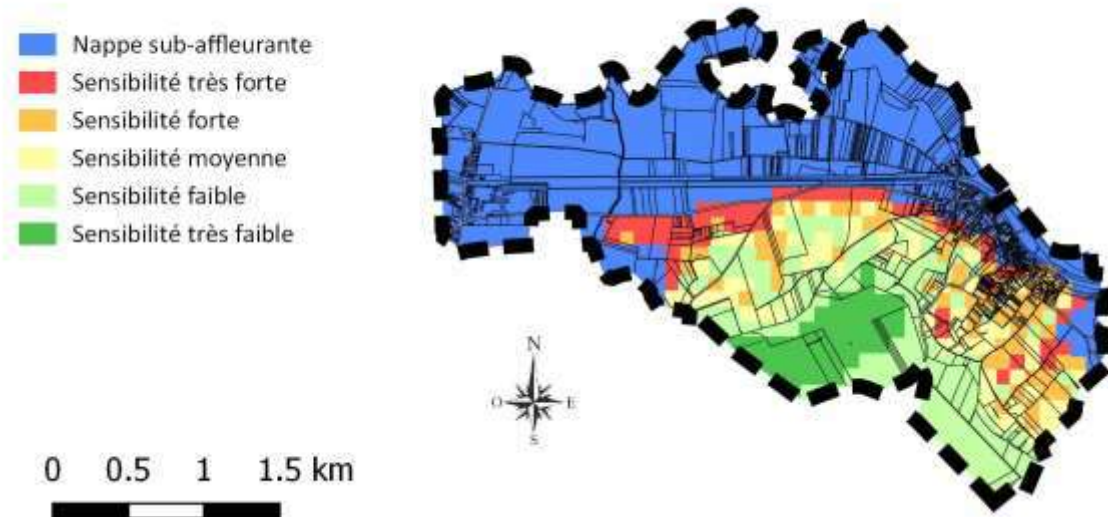 Nappe sub-affleurante
Sensibilité très forte
Sensibilité forte
Sensibilité moyenne
Sensibilité faible
Sensibilité très faible
N
O E
S
0 0.5 1 1.5 km